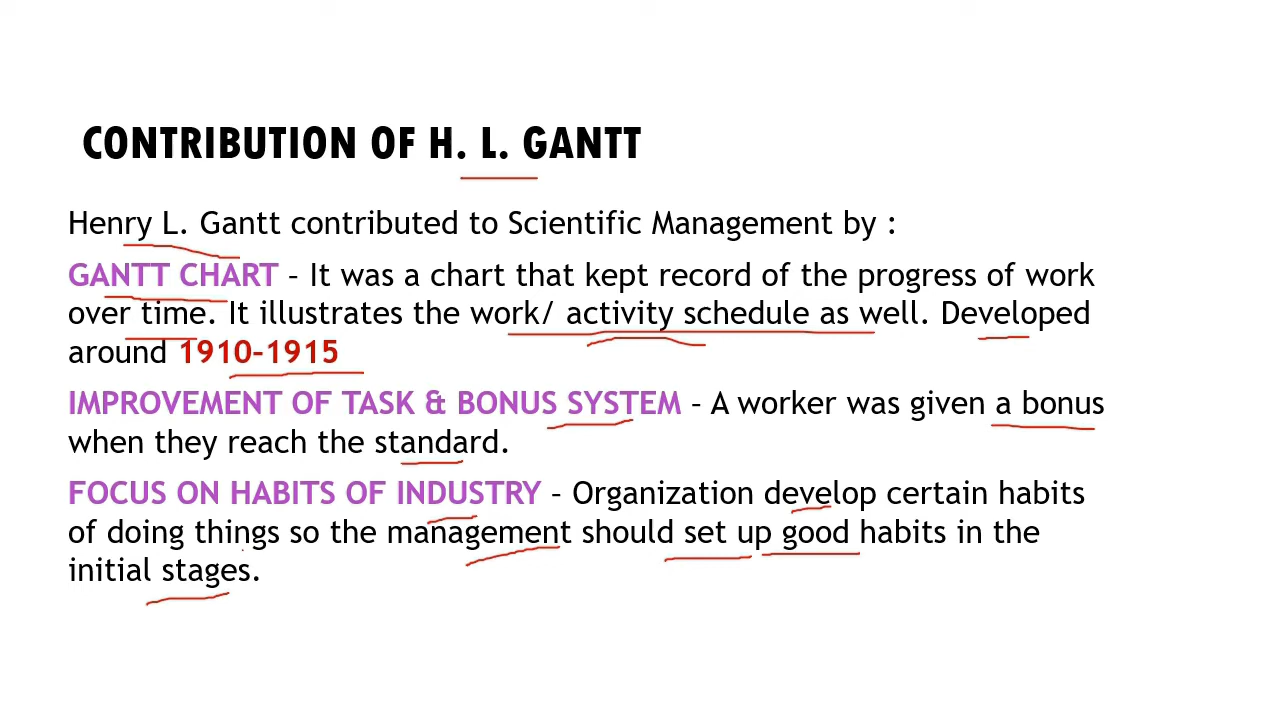 CONTRIBUTION OF H. L. GANTT
Henry L. Gantt contributed to Scientific Management by :
GANTT CHART – It was a chart that kept record of the progress of work
over time. It illustrates the work/ activity schedule as well. Developed
around 1910-1915
IMPROVEMENT OF TASK & BONUS SYSTEM – A worker was given a bonus
when they reach the standard.
FOCUS ON HABITS OF INDUSTRY – Organization develop certain habits
of doing things so the management should set up good habits in the
initial stages.